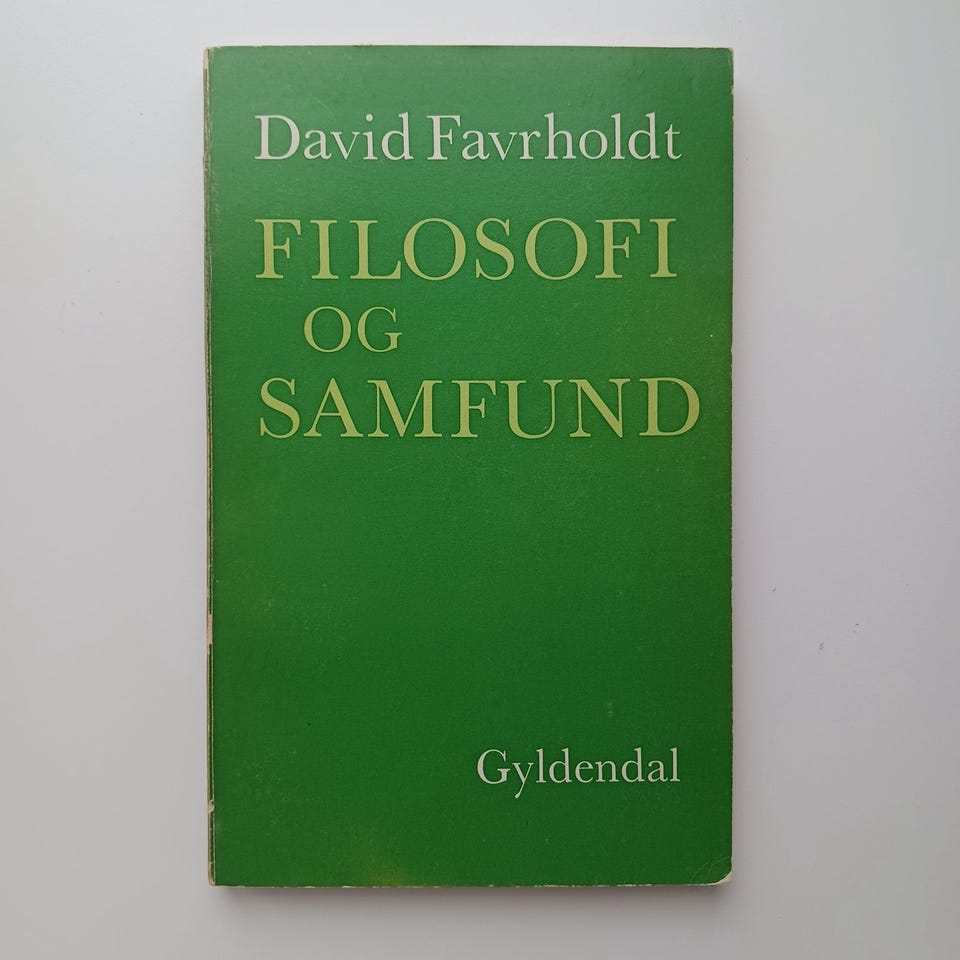 David Favrholdt
FILOSOFI
OG
SAMFUND
Gyldendal